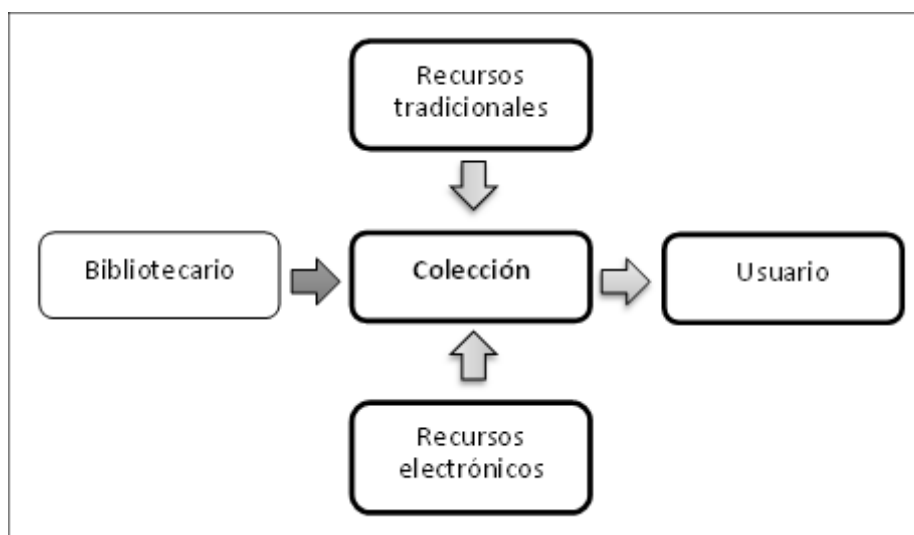 Recursos
tradicionales
Bibliotecario
Colección
Usuario
Recursos
electrónicos